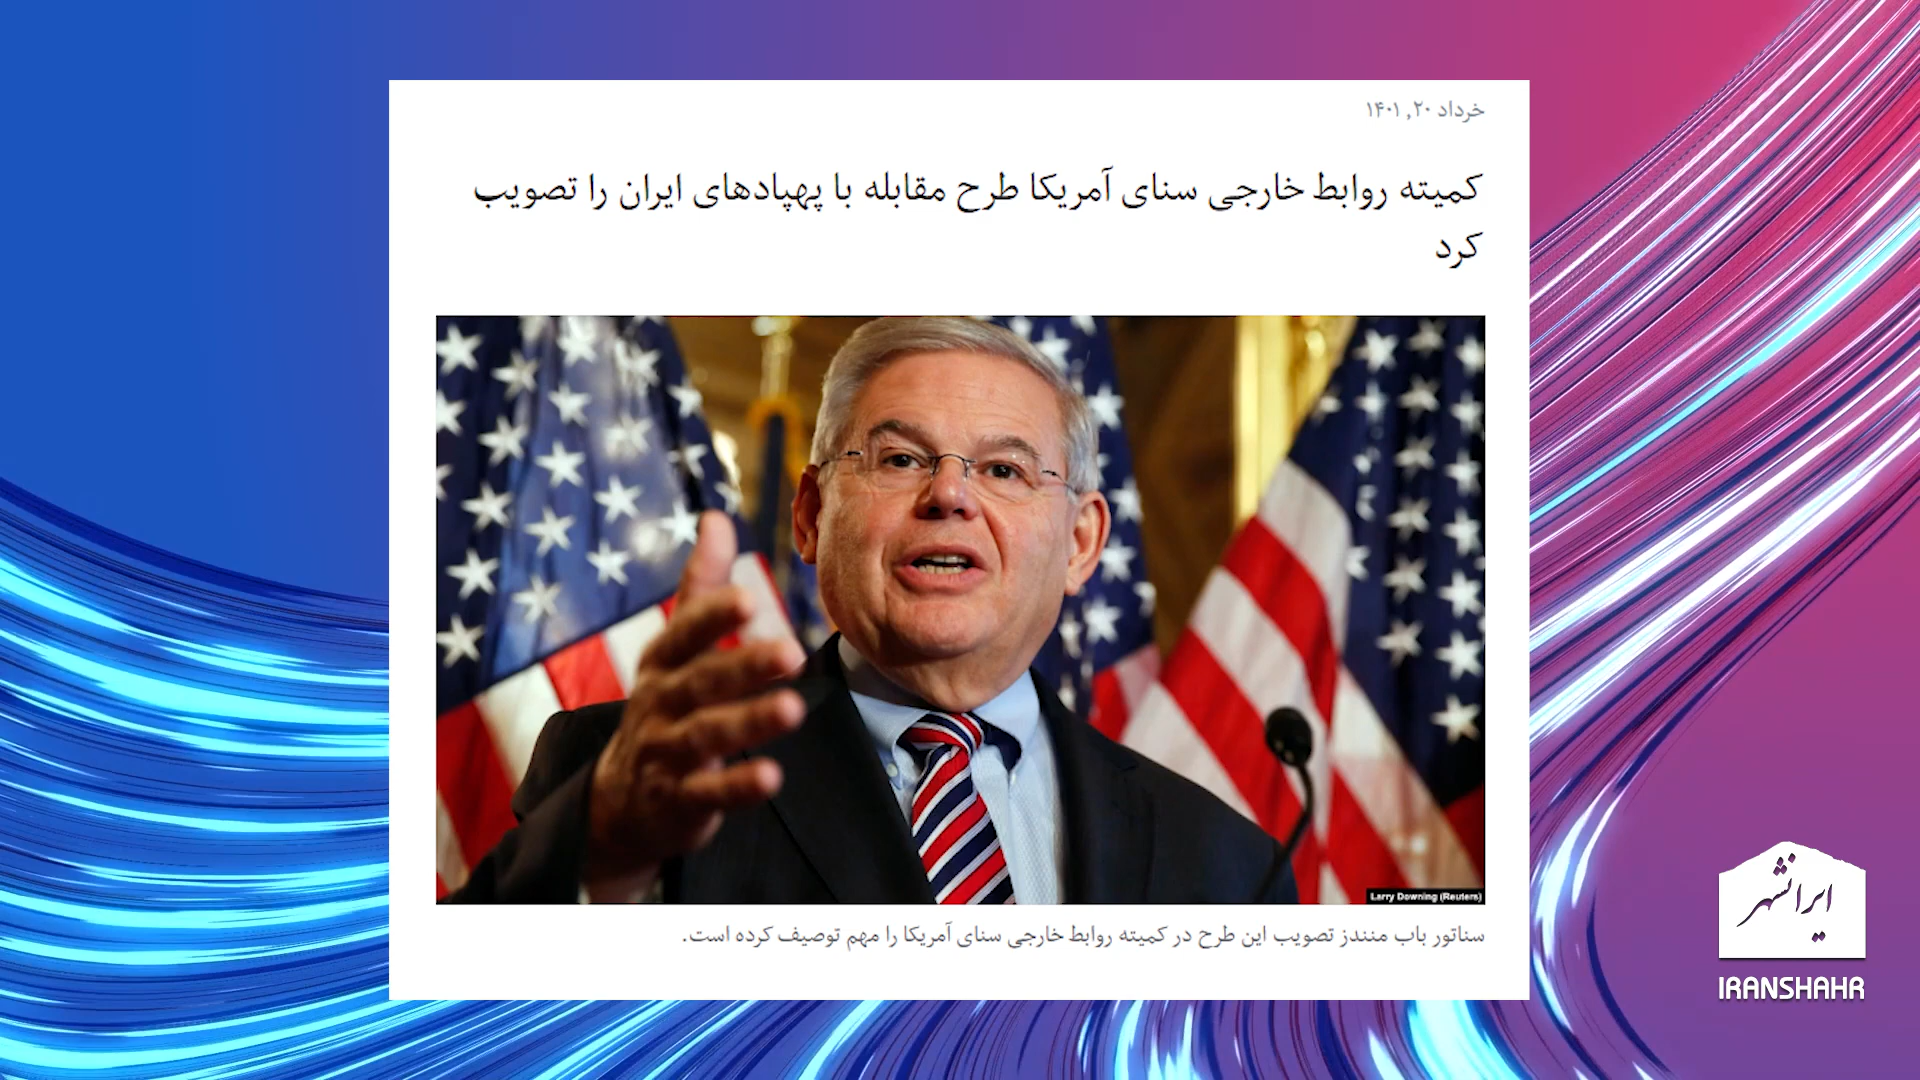 خرداد ۲۰, ۱۴۰۱
کمیته روابط خارجی سنای آمریکا طرح مقابله با پهپادهای ایران را تصویب
کرد
Larry Downing (Reuters)
سناتور باب منندز تصویب این طرح در کمیته روابط خارجی سنای آمریکا را مهم توصیف کرده است.
ایرانشهر
IRANSHAHR